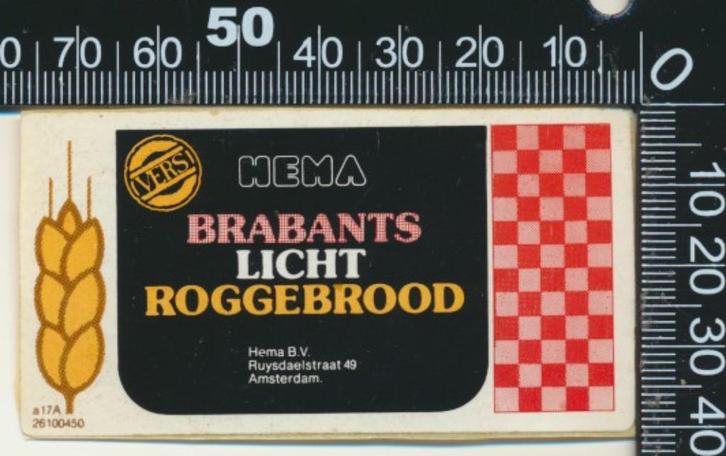 0 70 60 50 40 30 20 10 0
VERS
HEMA
BRABANTS
LICHT
ROGGEBROOD
Hema B.V.
Ruysdaelstraat 49
Amsterdam.
a17A
26100450
10 20 30 40